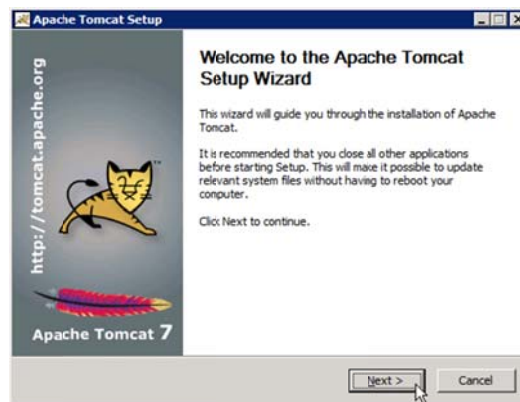 Apache Tomcat Setup
http://tomcat.apache.org
Apache Tomcat 7
Welcome to the Apache Tomcat
Setup Wizard
This wizard will guide you through the installation of Apache
Tomcat.
It is recommended that you close all other applications
before starting Setup. This will make it possible to update
relevant system files without having to reboot your
computer.
Click Next to continue.
Next >
Cancel